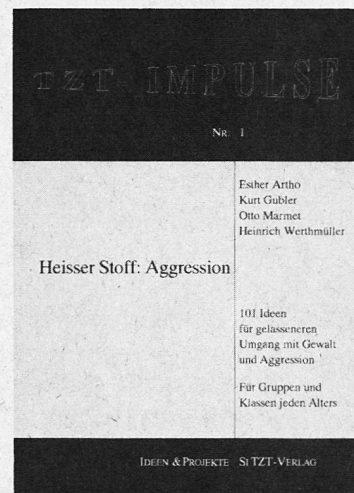 TZT- IMPULSE
NR. 1
Esther Artho
Kurt Gubler
Otto Marmet
Heinrich Werthmüller
Heisser Stoff: Aggression
101 Ideen
für gelasseneren
Umgang mit Gewalt
und Aggression
Für Gruppen und
Klassen jeden Alters
IDEEN & PROJEKTE SI TZT-VERLAG